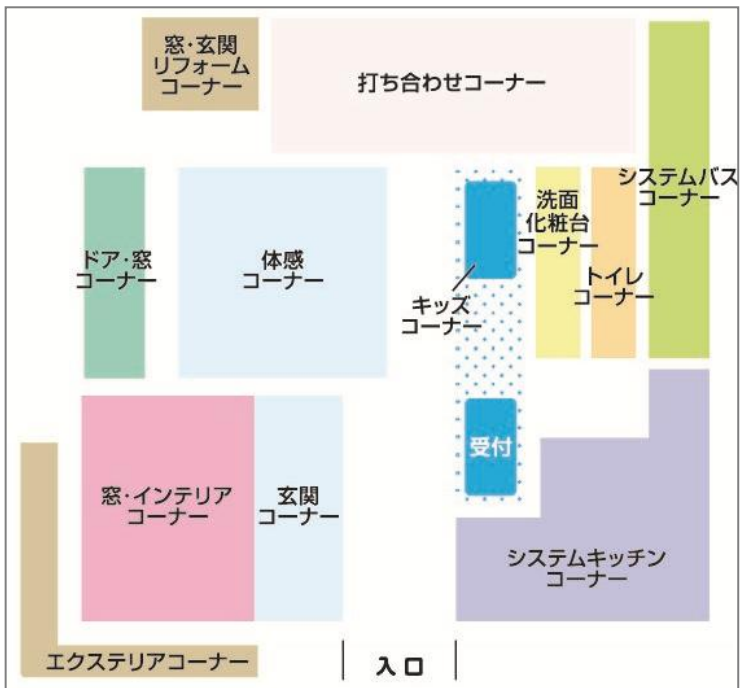 窓・玄関
リフォーム
コーナー
打ち合わせコーナー
システムバス
コーナー
洗面
化粧台
コーナー
トイレ
コーナー
ドア・窓
コーナー
体感
コーナー
キッズ
コーナー
受付
窓・インテリア
コーナー
玄関
コーナー
システムキッチン
コーナー
エクステリアコーナー
入口